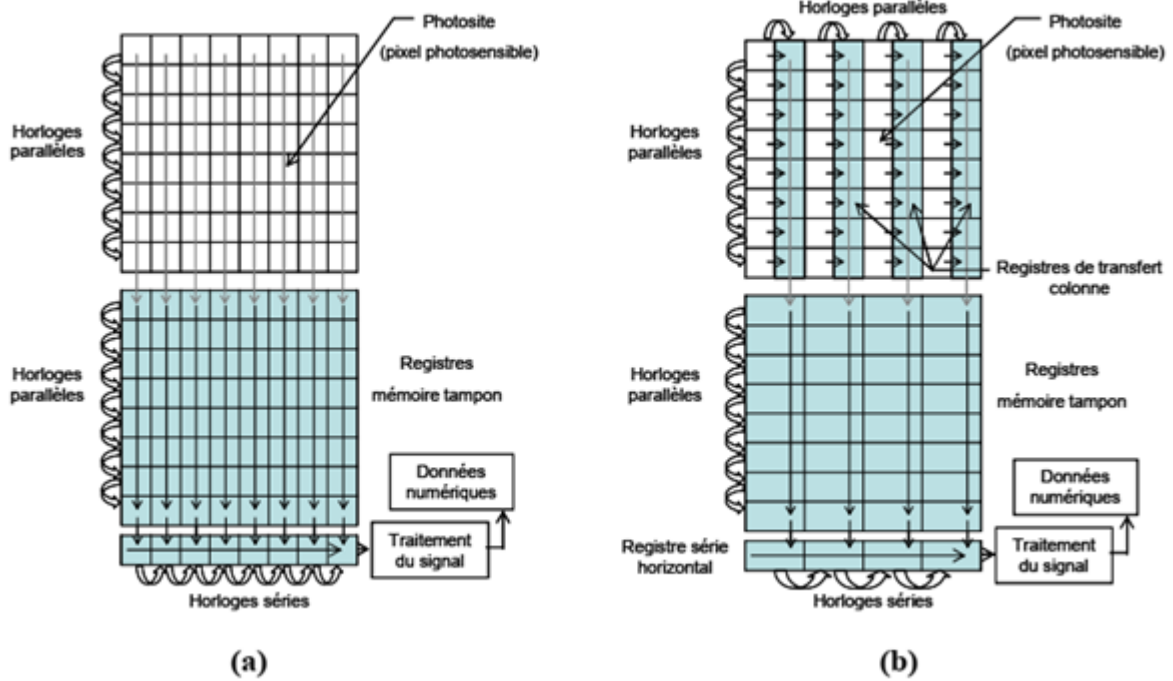 Photosite
(pixel photosensible)
Horloges
parallèles
Horloges
parallèles
Registres
mémoire tampon
Données
numériques
Traitement
du signal
Horloges séries
(a)
Horloges parallèles
Photosite
(pixel photosensible)
Horloges
parallèles
Registres de transfert
colonne
Horloges
parallèles
Registres
mémoire tampon
Données
numériques
Registre série
horizontal
Traitement
du signal
Horloges séries
(b)